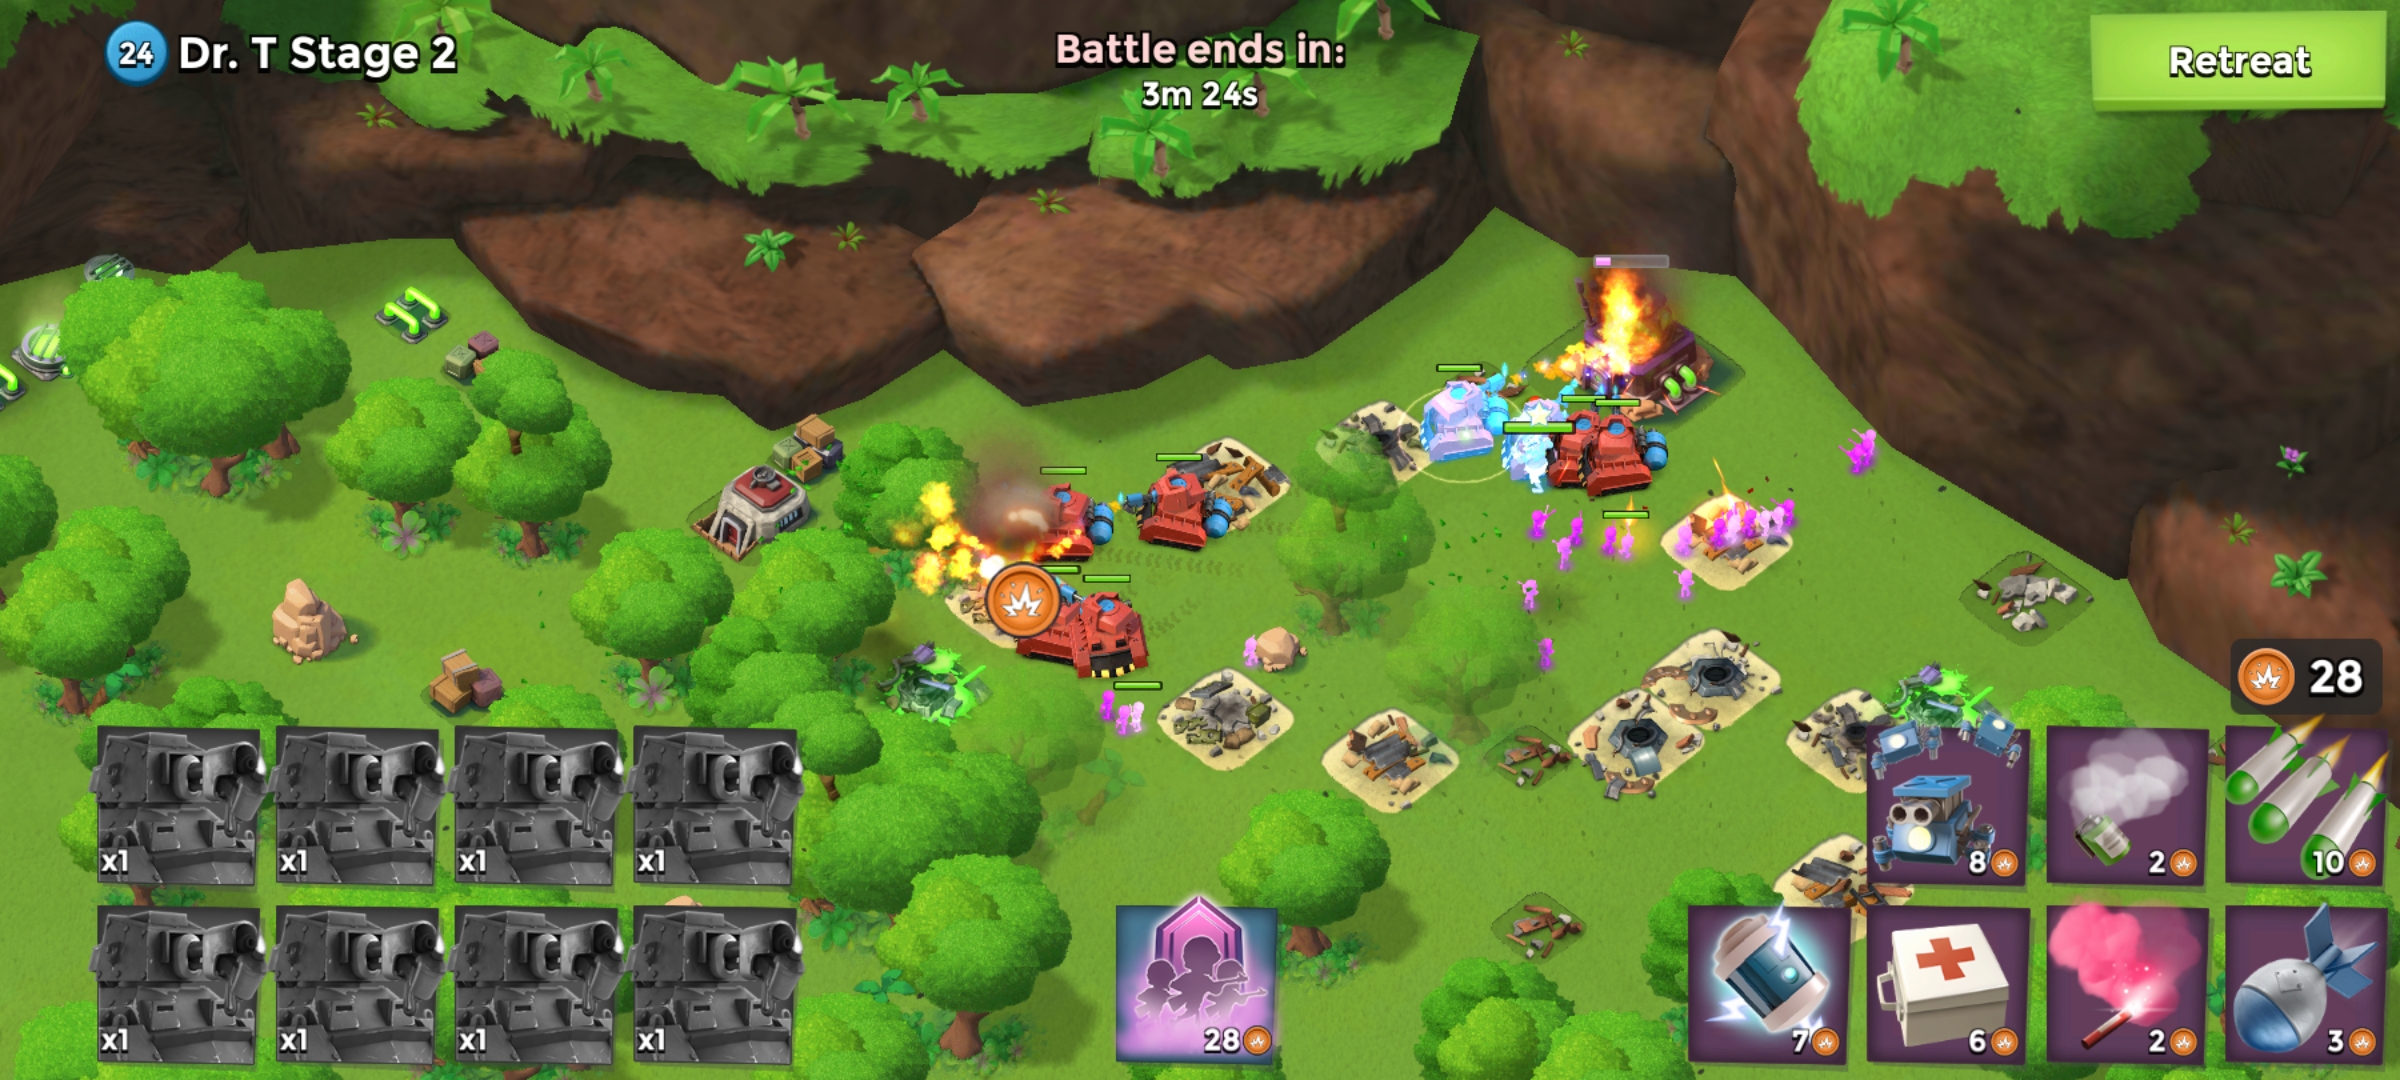 24 Dr. T Stage 2
Battle ends in:
3m 24s
Retreat
28
x1 x1 x1 x1
8 2 10
x1 x1 x1 x1
28
7 6 2 3